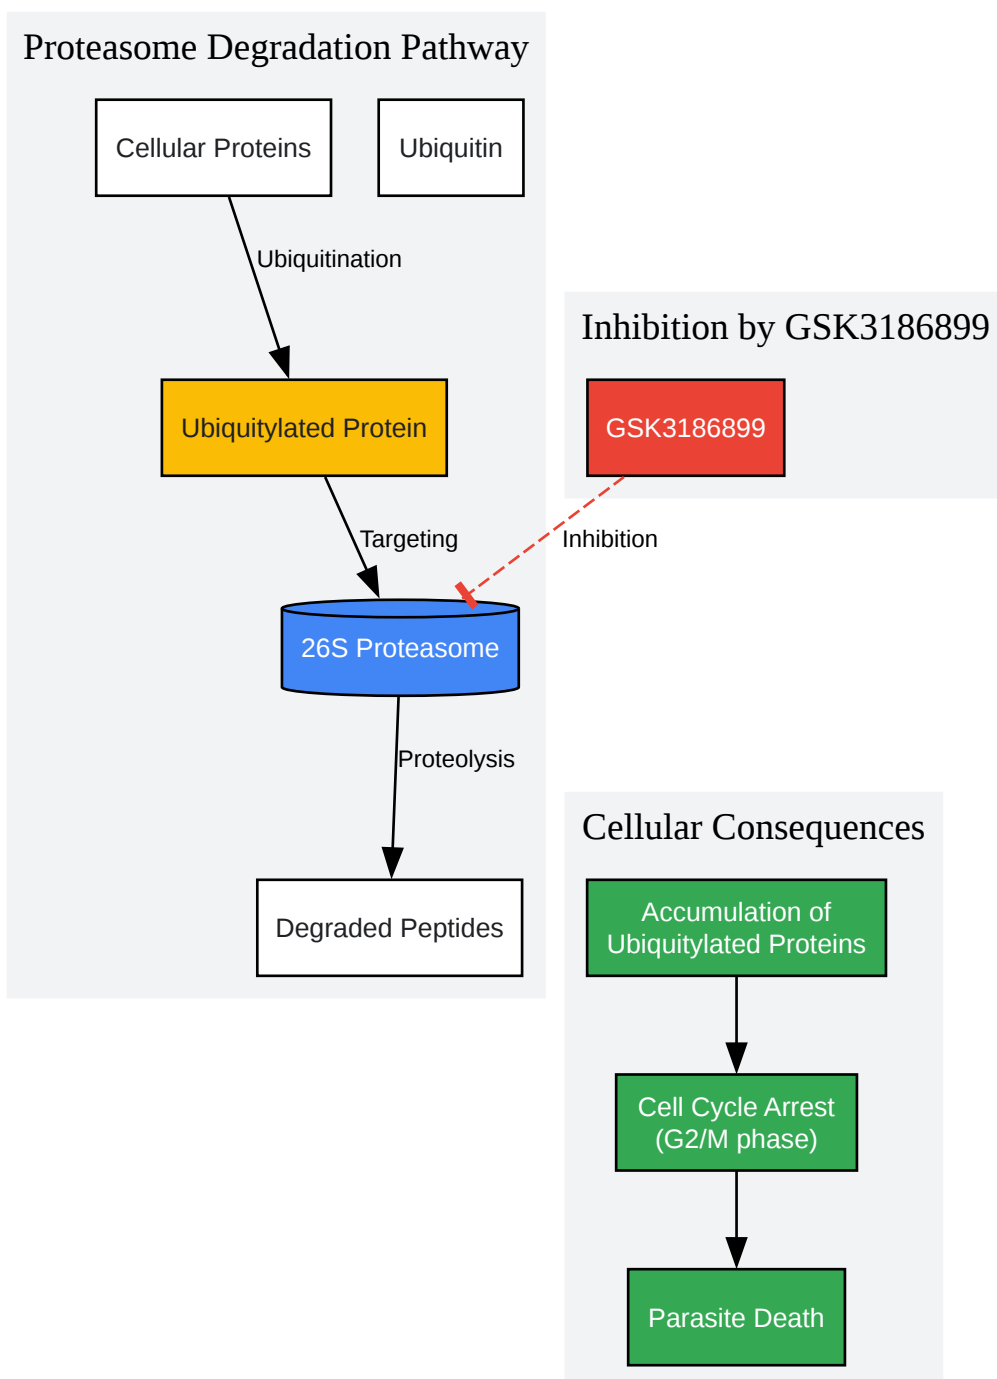 Proteasome Degradation Pathway
Cellular Proteins
Ubiquitin
Ubiquitination
Inhibition by GSK3186899
Ubiquitylated Protein
GSK3186899
Targeting
Inhibition
26S Proteasome
Proteolysis
Cellular Consequences
Degraded Peptides
Accumulation of
Ubiquitylated Proteins
Cell Cycle Arrest
(G2/M phase)
Parasite Death